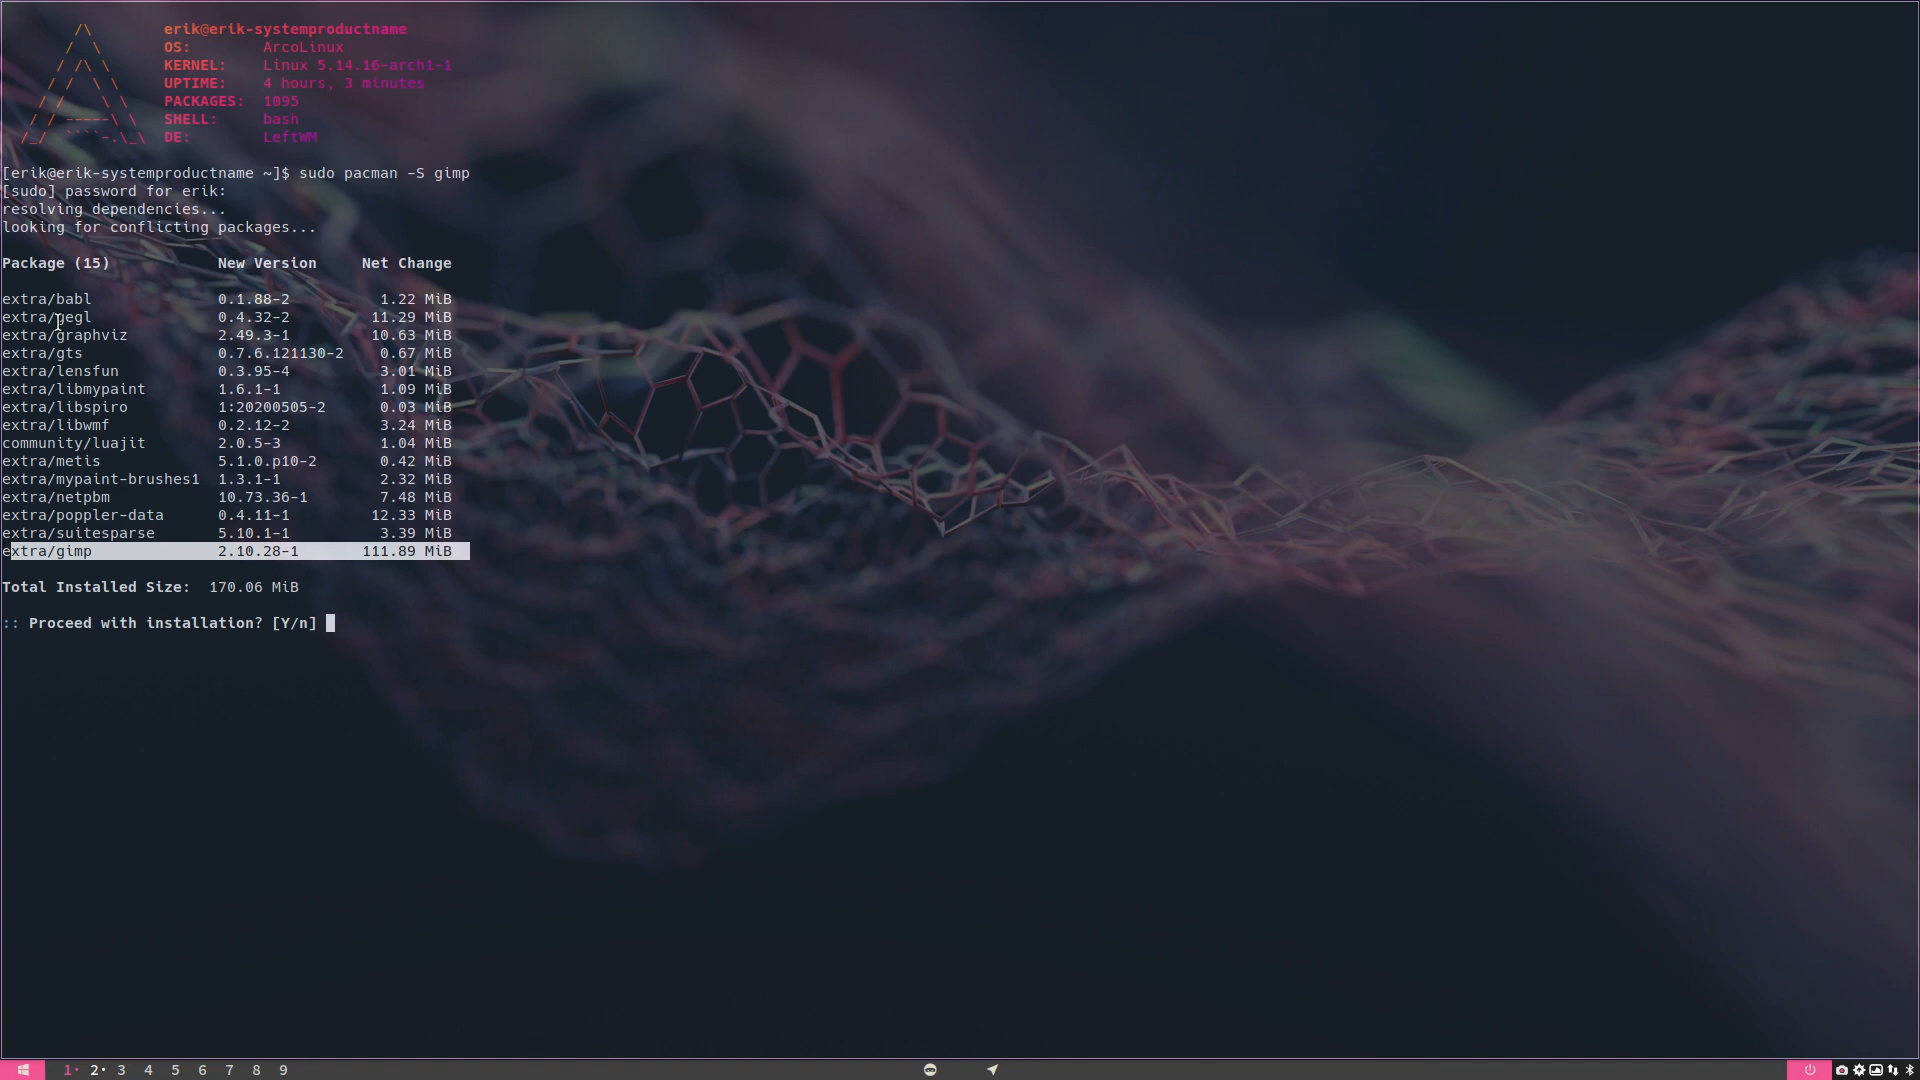 erik@erik-systemproductname
OS: ArcoLinux
KERNEL: Linux 5.14.16-arch1-1
UPTIME: 4 hours, 3 minutes
PACKAGES: 1095
SHELL: bash
DE: LeftWM
[erik@erik-systemproductname ~]$ sudo pacman -S gimp
[sudo] password for erik:
resolving dependencies...
looking for conflicting packages...
Package (15) New Version Net Change
extra/babl 0.1.88-2 1.22 MiB
extra/gegl 0.4.32-2 11.29 MiB
extra/graphviz 2.49.3-1 10.63 MiB
extra/gts 0.7.6.121130-2 0.67 MiB
extra/lensfun 0.3.95-4 3.01 MiB
extra/libmypaint 1.6.1-1 1.09 MiB
extra/libspiro 1:20200505-2 0.03 MiB
extra/libwmf 0.2.12-2 3.24 MiB
community/luajit 2.0.5-3 1.04 MiB
extra/metis 5.1.0.p10-2 0.42 MiB
extra/mypaint-brushes1 1.3.1-1 2.32 MiB
extra/netpbm 10.73.36-1 7.48 MiB
extra/poppler-data 0.4.11-1 12.33 MiB
extra/suitesparse 5.10.1-1 3.39 MiB
extra/gimp 2.10.28-1 111.89 MiB
Total Installed Size: 170.06 MiB
:: Proceed with installation? [Y/n]
1· 2· 3 4 5 6 7 8 9